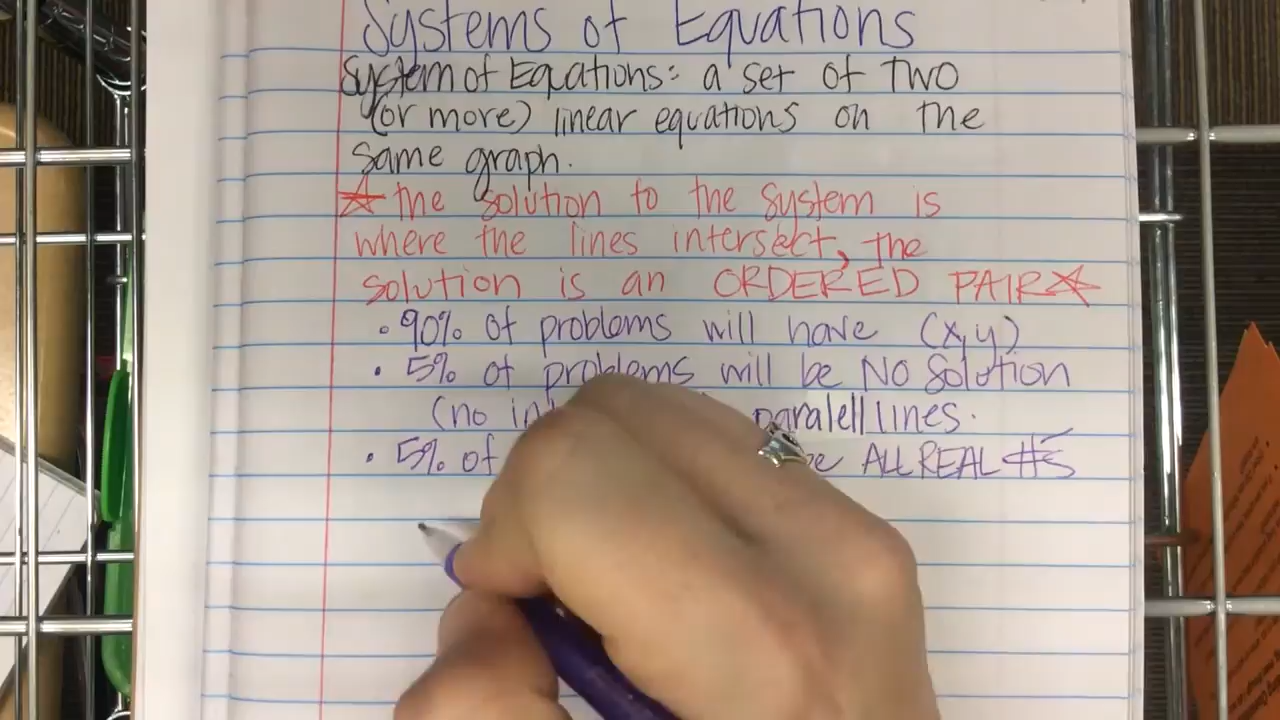 Systems of Equations
System of Equations: a set of two
(or more) linear equations on the
same graph.
☆ the solution to the system is
where the lines intersect, the
solution is an ORDERED PAIR☆
• 90% of problems will have (x,y)
• 5% of problems will be NO Solution
(no paralell lines.
• 5% of be ALL REAL #'s